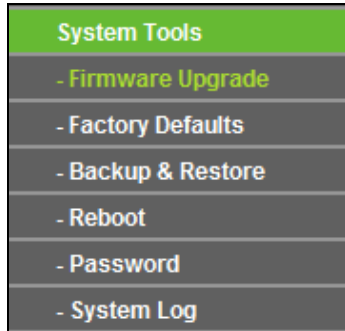 System Tools
- Firmware Upgrade
- Factory Defaults
- Backup & Restore
- Reboot
- Password
- System Log